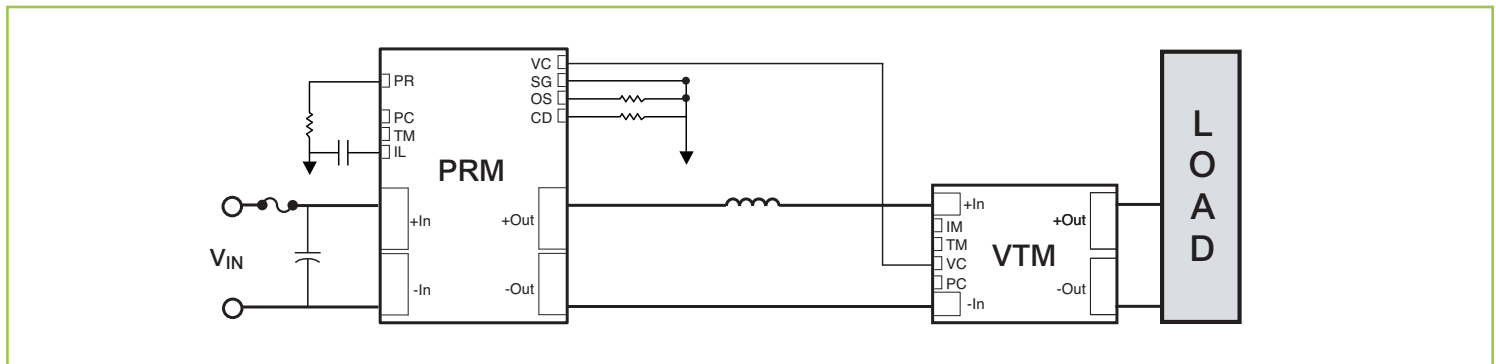 PR
PC
TM
IL
VC
SG
OS
CD
PRM
+In
-In
+Out
-Out
VIN
+In
IM
TM
VC
PC
-In
VTM
+Out
-Out
L
O
A
D